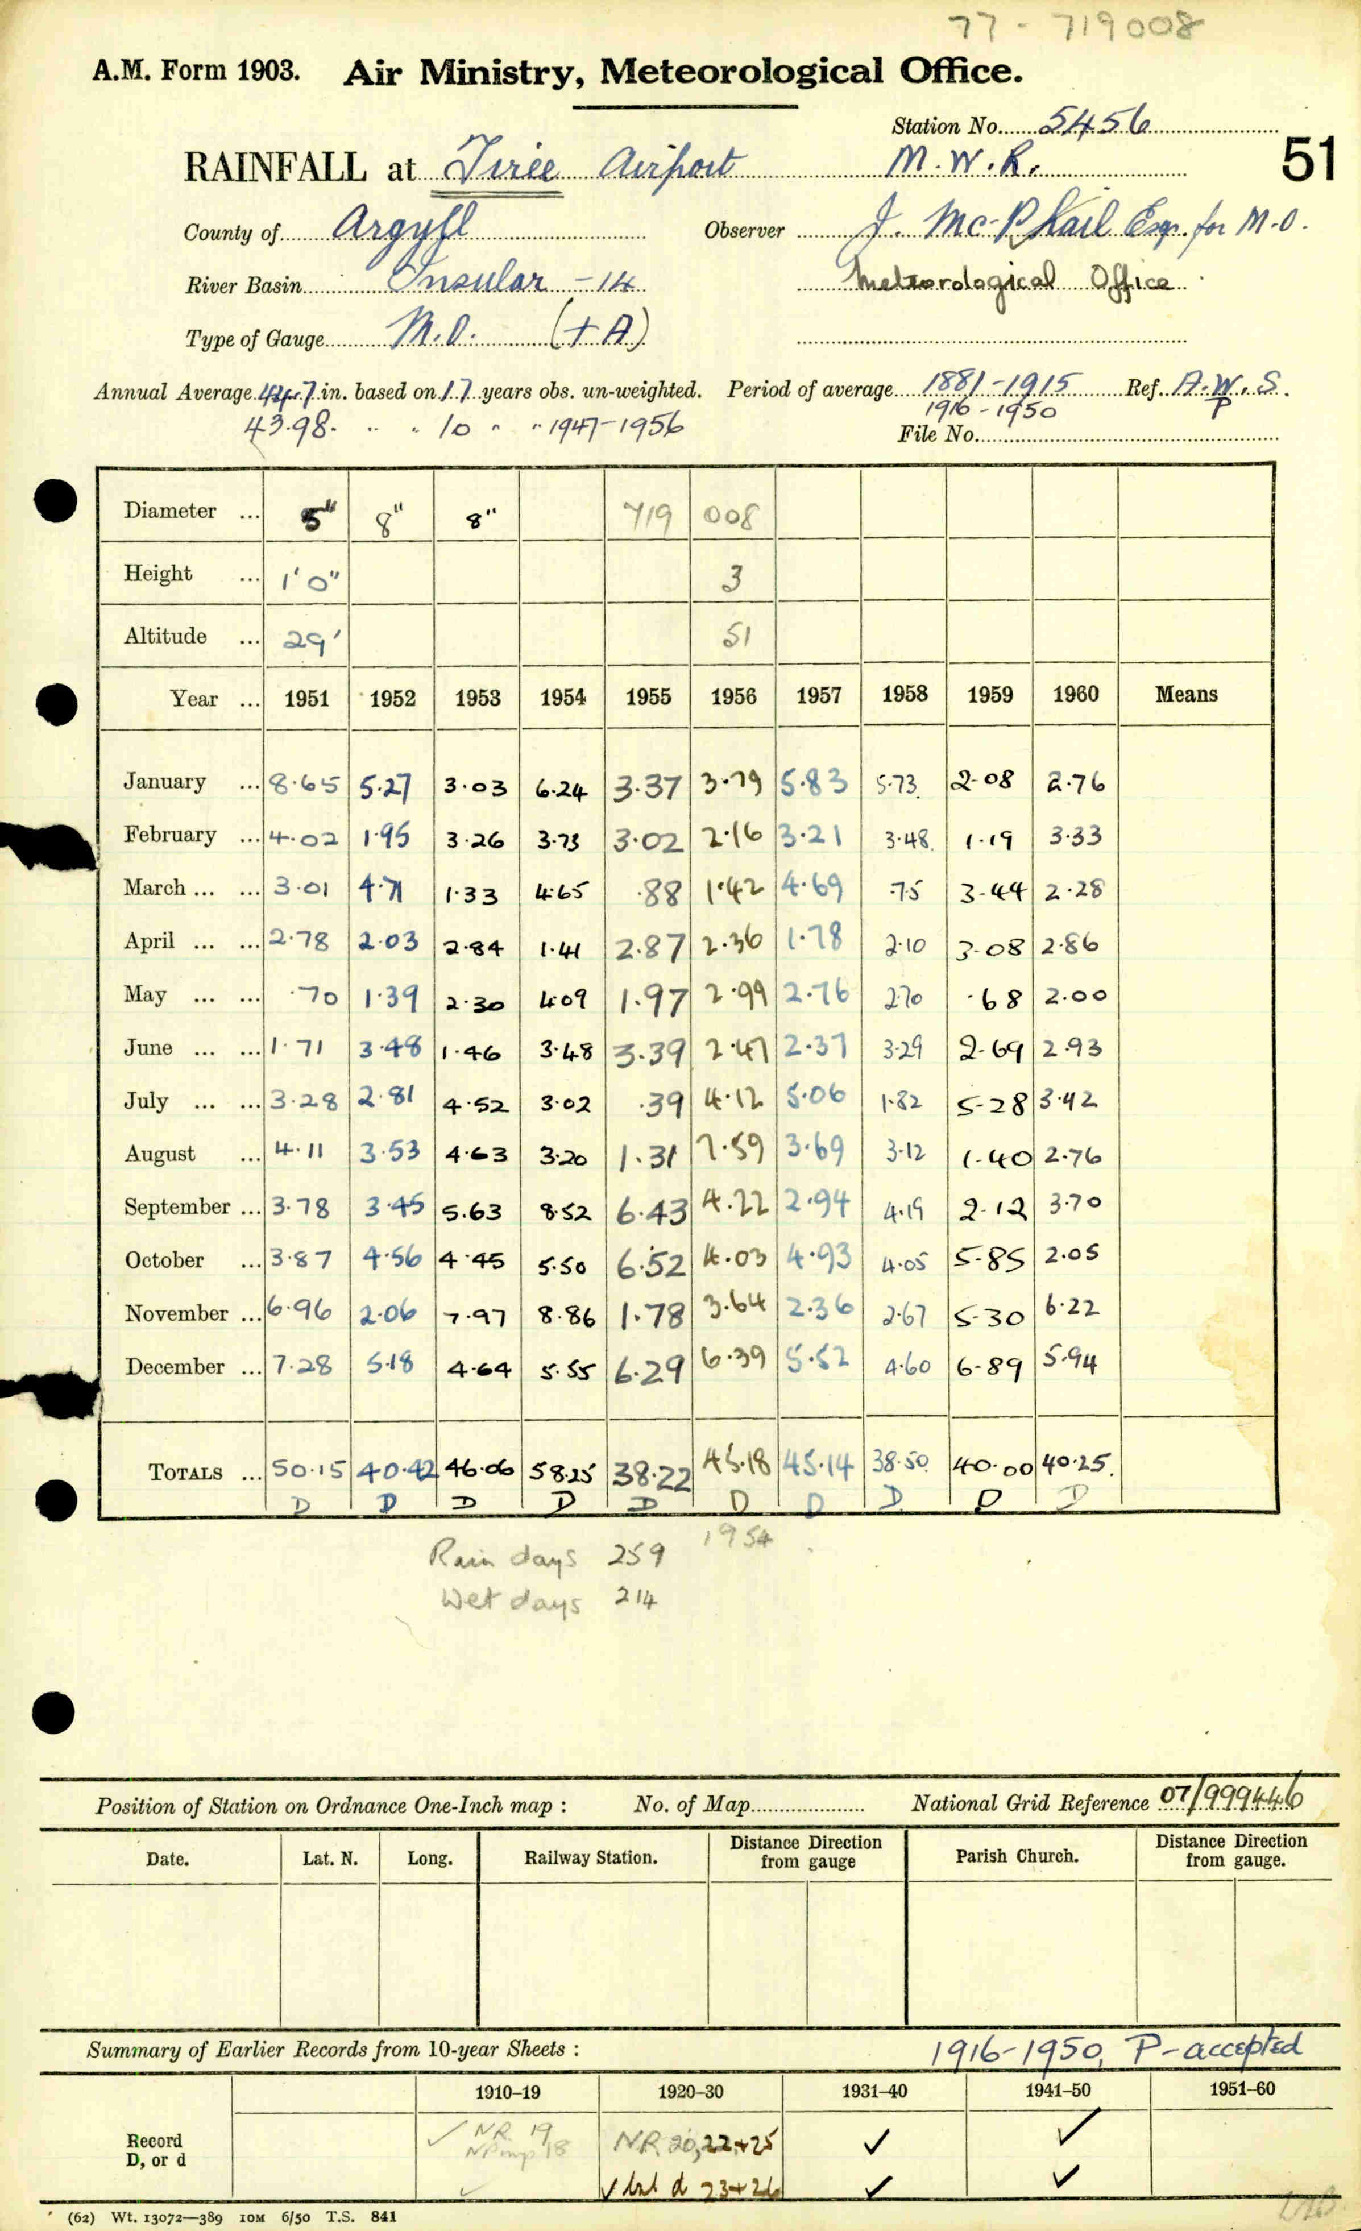 77 - 719008
A.M. Form 1903. Air Ministry, Meteorological Office.
Station No. 5456
RAINFALL at Tiree Airport M.W.R. 51
County of Argyll Observer J. McPhail Esq. for M.O.
River Basin Insular - 14 Meteorological Office
Type of Gauge M.O. (+A)
Annual Average 44.7 in. based on 17 years obs. un-weighted. Period of average 1881-1915 Ref. A.W.S.
43.98. " " 10 " " 1947-1956 1916-1950 P
File No.
Diameter ... 5" 8" 8" 719 008
Height ... 1'0" 3
Altitude ... 29' 51
Year ... 1951 1952 1953 1954 1955 1956 1957 1958 1959 1960 Means
January ... 8.65 5.27 3.03 6.24 3.37 3.79 5.83 5.73 2.08 2.76
February ... 4.02 1.95 3.26 3.73 3.02 2.16 3.21 3.48 1.19 3.33
March ... ... 3.01 4.71 1.33 4.65 .88 1.42 4.69 .75 3.44 2.28
April ... ... 2.78 2.03 2.84 1.41 2.87 2.36 1.78 2.10 3.08 2.86
May ... ... .70 1.39 2.30 4.09 1.97 2.99 2.76 2.70 .68 2.00
June ... ... 1.71 3.48 1.46 3.48 3.39 2.47 2.37 3.29 2.69 2.93
July ... ... 3.28 2.81 4.52 3.02 .39 4.12 5.06 1.82 5.28 3.42
August ... 4.11 3.53 4.63 3.20 1.31 7.59 3.69 3.12 1.40 2.76
September ... 3.78 3.45 5.63 8.52 6.43 4.22 2.94 4.19 2.12 3.70
October ... 3.87 4.56 4.45 5.50 6.52 4.03 4.93 4.05 5.85 2.05
November ... 6.96 2.06 7.97 8.86 1.78 3.64 2.36 2.67 5.30 6.22
December ... 7.28 5.18 4.64 5.55 6.29 6.39 5.52 4.60 6.89 5.94
TOTALS ... 50.15 40.42 46.06 58.25 38.22 45.18 45.14 38.50 40.00 40.25
D D D D D D D D D D
Rain days 259 1954
Wet days 214
Position of Station on Ordnance One-Inch map : No. of Map National Grid Reference 07/999446
Date. Lat. N. Long. Railway Station. Distance Direction from gauge Parish Church. Distance Direction from gauge.
Summary of Earlier Records from 10-year Sheets : 1916-1950, P-accepted
1910–19 1920–30 1931–40 1941–50 1951–60
Record ✓ NR 19 NR 20, 22+25 ✓ ✓
D, or d ✓ ✓ but d 23+26 ✓ ✓
(62) Wt. 13072—389 10M 6/50 T.S. 841